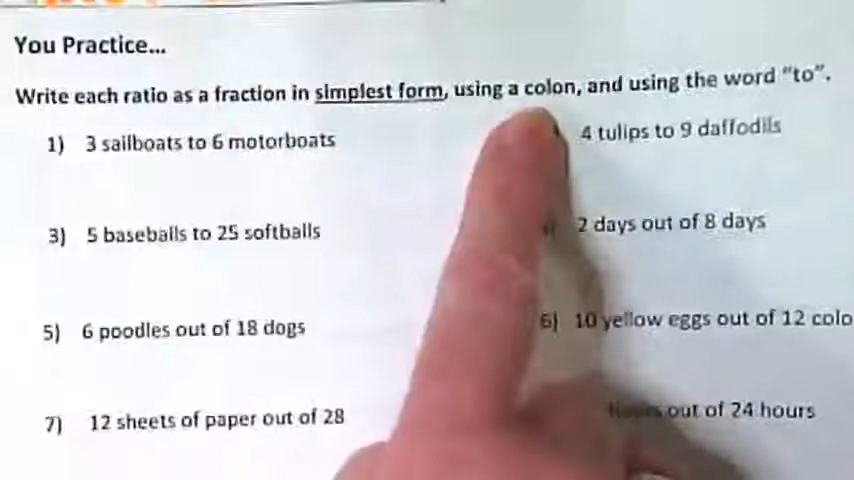 You Practice...
Write each ratio as a fraction in simplest form, using a colon, and using the word "to".
1) 3 sailboats to 6 motorboats
4 tulips to 9 daffodils
3) 5 baseballs to 25 softballs
2 days out of 8 days
5) 6 poodles out of 18 dogs
6) 10 yellow eggs out of 12 colo
7) 12 sheets of paper out of 28
hours out of 24 hours